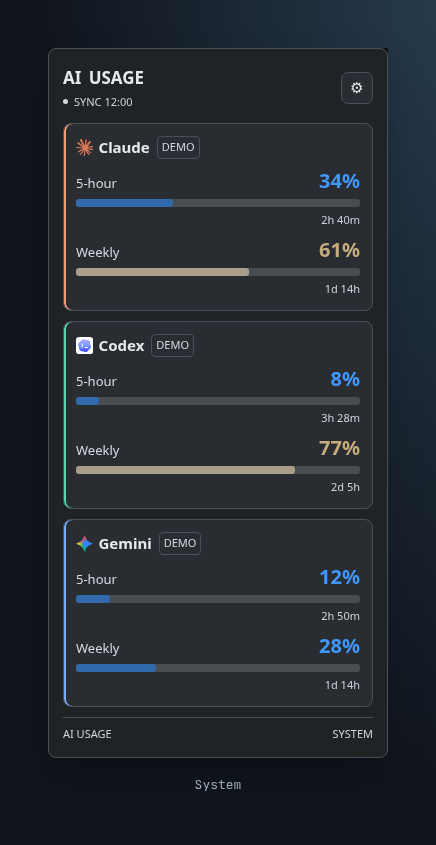 AI USAGE
SYNC 12:00
Claude DEMO
5-hour 34%
2h 40m
Weekly 61%
1d 14h
Codex DEMO
5-hour 8%
3h 28m
Weekly 77%
2d 5h
Gemini DEMO
5-hour 12%
2h 50m
Weekly 28%
1d 14h
AI USAGE SYSTEM
System